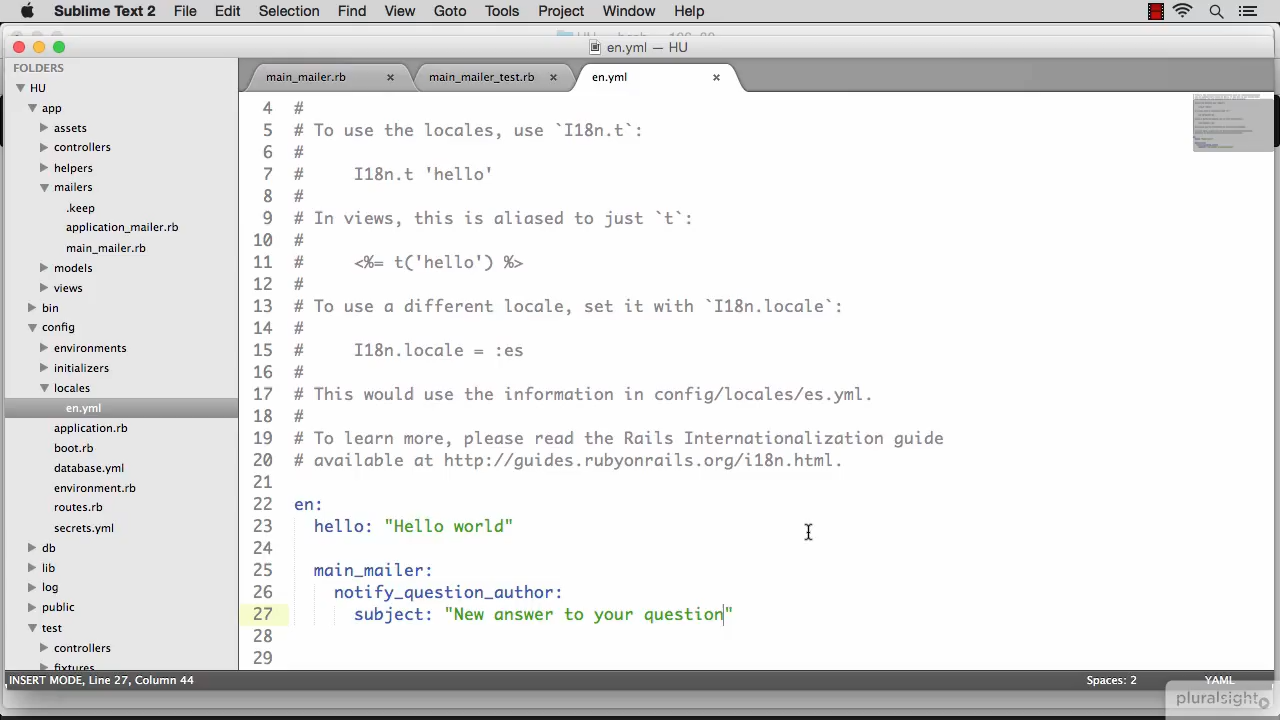 Sublime Text 2 File Edit Selection Find View Goto Tools Project Window Help
en.yml — HU
FOLDERS
HU
app
assets
controllers
helpers
mailers
.keep
application_mailer.rb
main_mailer.rb
models
views
bin
config
environments
initializers
locales
en.yml
application.rb
boot.rb
database.yml
environment.rb
routes.rb
secrets.yml
db
lib
log
public
test
controllers
fixtures
main_mailer.rb × main_mailer_test.rb × en.yml ×
4 #
5 # To use the locales, use `I18n.t`:
6 #
7 #     I18n.t 'hello'
8 #
9 # In views, this is aliased to just `t`:
10 #
11 #     <%= t('hello') %>
12 #
13 # To use a different locale, set it with `I18n.locale`:
14 #
15 #     I18n.locale = :es
16 #
17 # This would use the information in config/locales/es.yml.
18 #
19 # To learn more, please read the Rails Internationalization guide
20 # available at http://guides.rubyonrails.org/i18n.html.
21
22 en:
23   hello: "Hello world"
24
25   main_mailer:
26     notify_question_author:
27       subject: "New answer to your question"
28
29
INSERT MODE, Line 27, Column 44 Spaces: 2 YAML
pluralsight